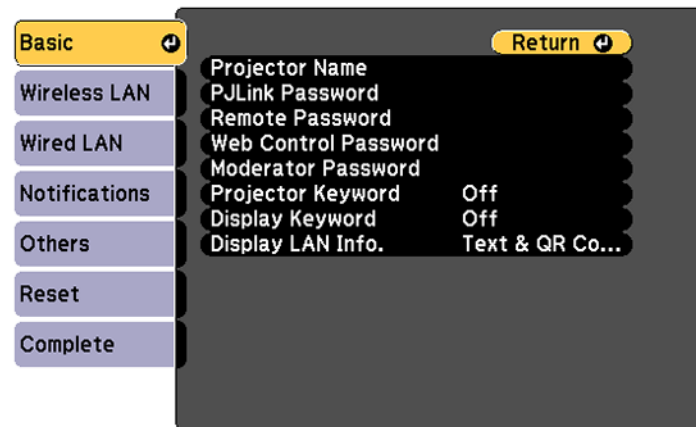 Basic
Wireless LAN
Wired LAN
Notifications
Others
Reset
Complete
Return
Projector Name
PJLink Password
Remote Password
Web Control Password
Moderator Password
Projector Keyword Off
Display Keyword Off
Display LAN Info. Text & QR Co...